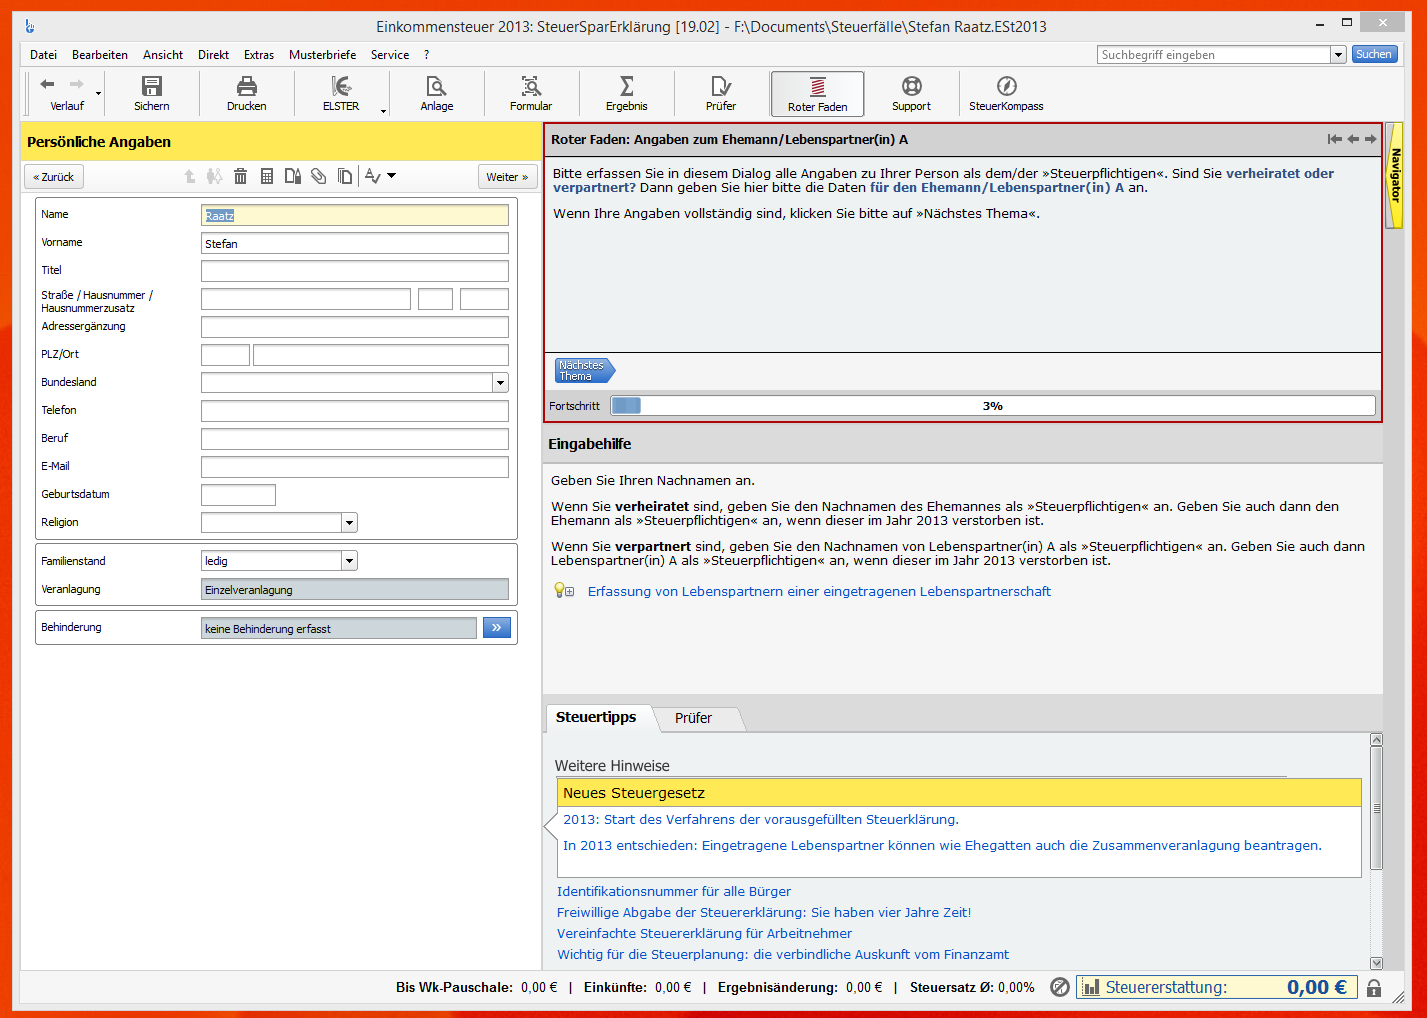 Einkommensteuer 2013: SteuerSparErklärung [19.02] - F:\Documents\Steuerfälle\Stefan Raatz.ESt2013
Datei Bearbeiten Ansicht Direkt Extras Musterbriefe Service ?
Suchbegriff eingeben Suchen
Verlauf Sichern Drucken ELSTER Anlage Formular Ergebnis Prüfer Roter Faden Support SteuerKompass
Persönliche Angaben
« Zurück Weiter »
Name Raatz
Vorname Stefan
Titel
Straße / Hausnummer /
Hausnummerzusatz
Adressergänzung
PLZ/Ort
Bundesland
Telefon
Beruf
E-Mail
Geburtsdatum
Religion
Familienstand ledig
Veranlagung Einzelveranlagung
Behinderung keine Behinderung erfasst »
Roter Faden: Angaben zum Ehemann/Lebenspartner(in) A
Bitte erfassen Sie in diesem Dialog alle Angaben zu Ihrer Person als dem/der »Steuerpflichtigen«. Sind Sie verheiratet oder
verpartnert? Dann geben Sie hier bitte die Daten für den Ehemann/Lebenspartner(in) A an.
Wenn Ihre Angaben vollständig sind, klicken Sie bitte auf »Nächstes Thema«.
Nächstes
Thema
Fortschritt 3%
Navigator
Eingabehilfe
Geben Sie Ihren Nachnamen an.
Wenn Sie verheiratet sind, geben Sie den Nachnamen des Ehemannes als »Steuerpflichtigen« an. Geben Sie auch dann den
Ehemann als »Steuerpflichtigen« an, wenn dieser im Jahr 2013 verstorben ist.
Wenn Sie verpartnert sind, geben Sie den Nachnamen von Lebenspartner(in) A als »Steuerpflichtigen« an. Geben Sie auch dann
Lebenspartner(in) A als »Steuerpflichtigen« an, wenn dieser im Jahr 2013 verstorben ist.
Erfassung von Lebenspartnern einer eingetragenen Lebenspartnerschaft
Steuertipps Prüfer
Weitere Hinweise
Neues Steuergesetz
2013: Start des Verfahrens der vorausgefüllten Steuerklärung.
In 2013 entschieden: Eingetragene Lebenspartner können wie Ehegatten auch die Zusammenveranlagung beantragen.
Identifikationsnummer für alle Bürger
Freiwillige Abgabe der Steuererklärung: Sie haben vier Jahre Zeit!
Vereinfachte Steuererklärung für Arbeitnehmer
Wichtig für die Steuerplanung: die verbindliche Auskunft vom Finanzamt
Bis Wk-Pauschale: 0,00 € | Einkünfte: 0,00 € | Ergebnisänderung: 0,00 € | Steuersatz Ø: 0,00% Steuererstattung: 0,00 €